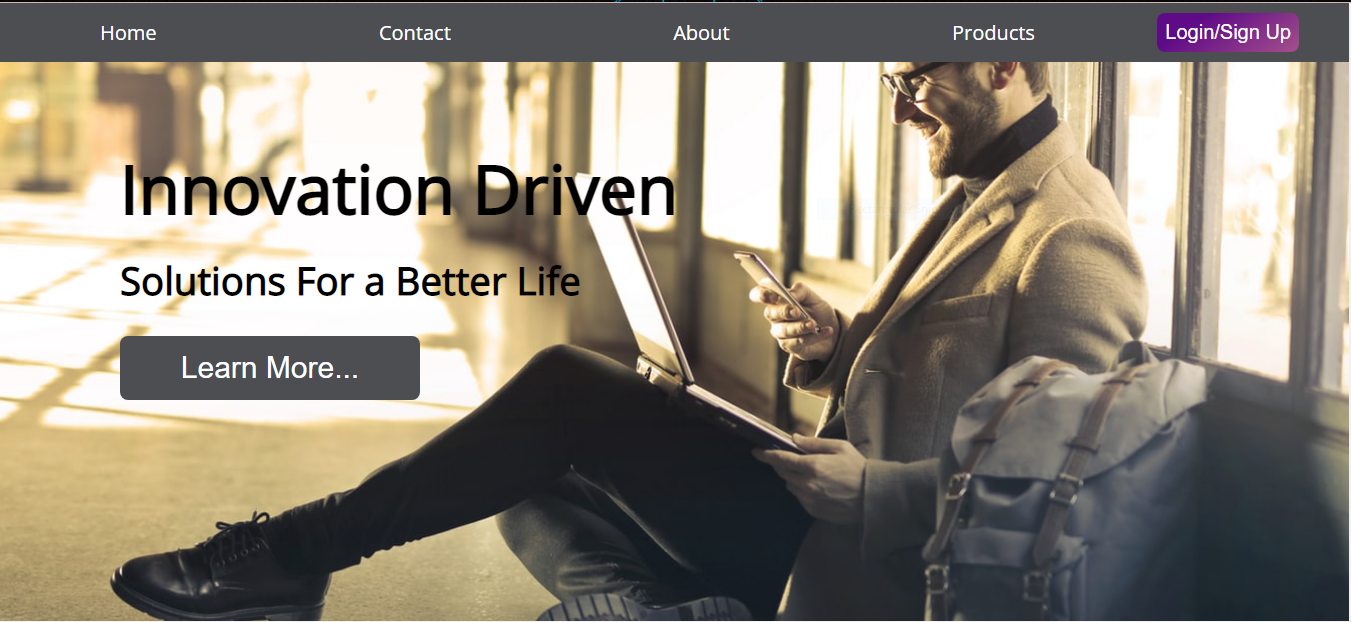 Home Contact About Products Login/Sign Up
Innovation Driven
Solutions For a Better Life
Learn More...